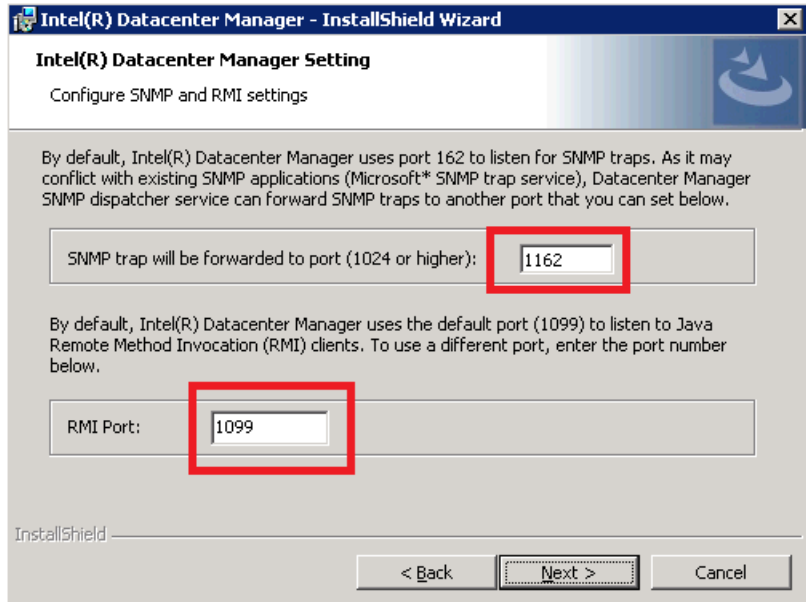 Intel(R) Datacenter Manager - InstallShield Wizard
Intel(R) Datacenter Manager Setting
Configure SNMP and RMI settings
By default, Intel(R) Datacenter Manager uses port 162 to listen for SNMP traps. As it may
conflict with existing SNMP applications (Microsoft* SNMP trap service), Datacenter Manager
SNMP dispatcher service can forward SNMP traps to another port that you can set below.
SNMP trap will be forwarded to port (1024 or higher): 1162
By default, Intel(R) Datacenter Manager uses the default port (1099) to listen to Java
Remote Method Invocation (RMI) clients. To use a different port, enter the port number
below.
RMI Port: 1099
InstallShield
< Back Next > Cancel